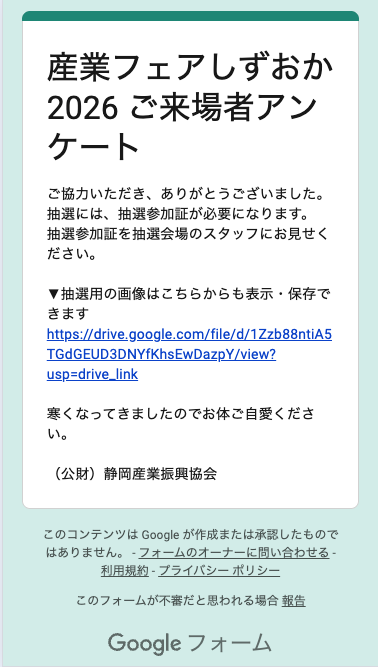 産業フェアしずおか
2026 ご来場者アン
ケート
ご協力いただき、ありがとうございました。
抽選には、抽選参加証が必要になります。
抽選参加証を抽選会場のスタッフにお見せく
ださい。
▼抽選用の画像はこちらからも表示・保存で
きます
https://drive.google.com/file/d/1Zzb88ntiA5
TGdGEUD3DNYfKhsEwDazpY/view?
usp=drive_link
寒くなってきましたのでお体ご自愛くださ
い。
（公財）静岡産業振興協会
このコンテンツは Google が作成または承認したもので
はありません。 - フォームのオーナーに問い合わせる -
利用規約 - プライバシー ポリシー
このフォームが不審だと思われる場合 報告
Google フォーム